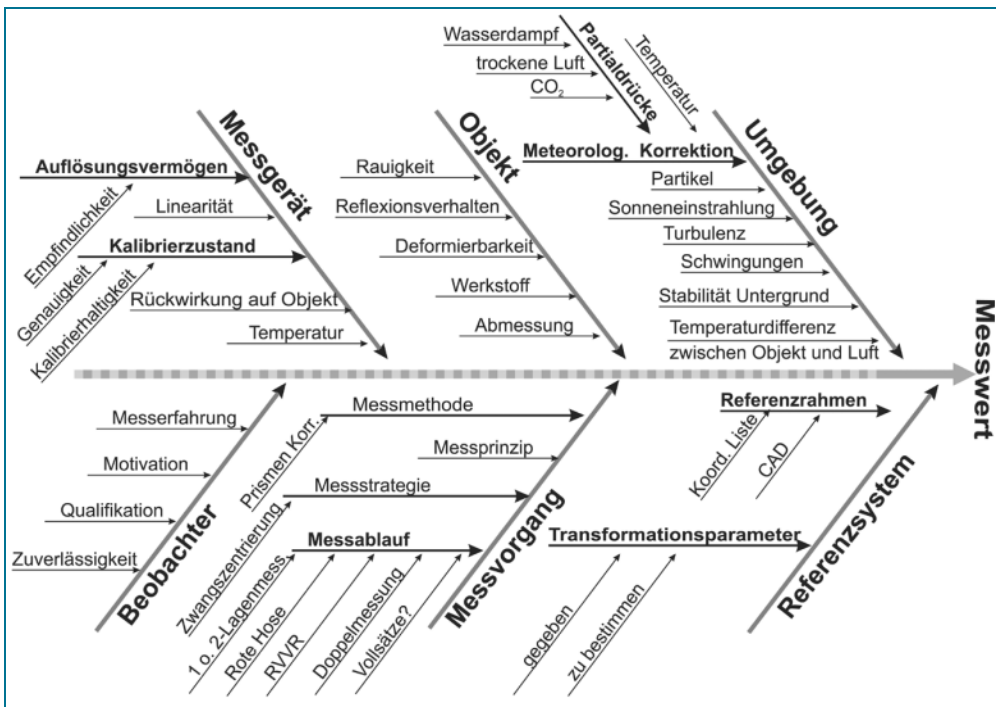 Wasserdampf
trockene Luft
CO₂
Partialdrücke
Temperatur
Messgerät
Auflösungsvermögen
Empfindlichkeit
Linearität
Kalibrierzustand
Genauigkeit
Kalibrierhaltigkeit
Rückwirkung auf Objekt
Temperatur
Objekt
Rauigkeit
Reflexionsverhalten
Deformierbarkeit
Werkstoff
Abmessung
Umgebung
Meteorolog. Korrektion
Partikel
Sonneneinstrahlung
Turbulenz
Schwingungen
Stabilität Untergrund
Temperaturdifferenz
zwischen Objekt und Luft
Messwert
Beobachter
Messerfahrung
Motivation
Qualifikation
Zuverlässigkeit
Messvorgang
Messmethode
Prismen Korr.
Messprinzip
Messstrategie
Zwangszentrierung
Messablauf
1 o. 2-Lagenmess..
Rote Hose
RVVR
Doppelmessung
Vollsätze?
Referenzsystem
Referenzrahmen
Koord. Liste
CAD
Transformationsparameter
gegeben
zu bestimmen